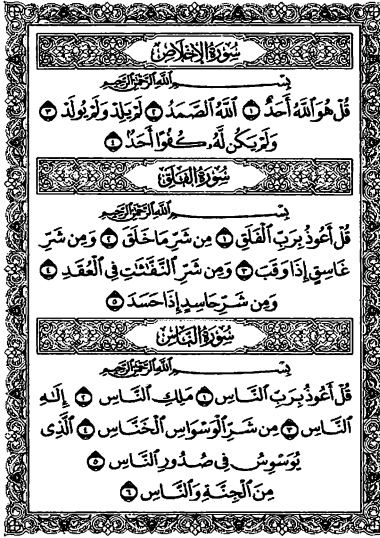 سُورَةُ الإِخْلَاصِ
بِسْمِ اللَّهِ الرَّحْمَٰنِ الرَّحِيمِ
قُلْ هُوَ اللَّهُ أَحَدٌ ١ اللَّهُ الصَّمَدُ ٢ لَمْ يَلِدْ وَلَمْ يُولَدْ ٣
وَلَمْ يَكُن لَّهُ كُفُوًا أَحَدٌ ٤
سُورَةُ الفَلَقِ
بِسْمِ اللَّهِ الرَّحْمَٰنِ الرَّحِيمِ
قُلْ أَعُوذُ بِرَبِّ الْفَلَقِ ١ مِن شَرِّ مَا خَلَقَ ٢ وَمِن شَرِّ
غَاسِقٍ إِذَا وَقَبَ ٣ وَمِن شَرِّ النَّفَّٰثَٰتِ فِي الْعُقَدِ ٤
وَمِن شَرِّ حَاسِدٍ إِذَا حَسَدَ ٥
سُورَةُ النَّاسِ
بِسْمِ اللَّهِ الرَّحْمَٰنِ الرَّحِيمِ
قُلْ أَعُوذُ بِرَبِّ النَّاسِ ١ مَلِكِ النَّاسِ ٢ إِلَٰهِ
النَّاسِ ٣ مِن شَرِّ الْوَسْوَاسِ الْخَنَّاسِ ٤ الَّذِي
يُوَسْوِسُ فِي صُدُورِ النَّاسِ ٥
مِنَ الْجِنَّةِ وَالنَّاسِ ٦